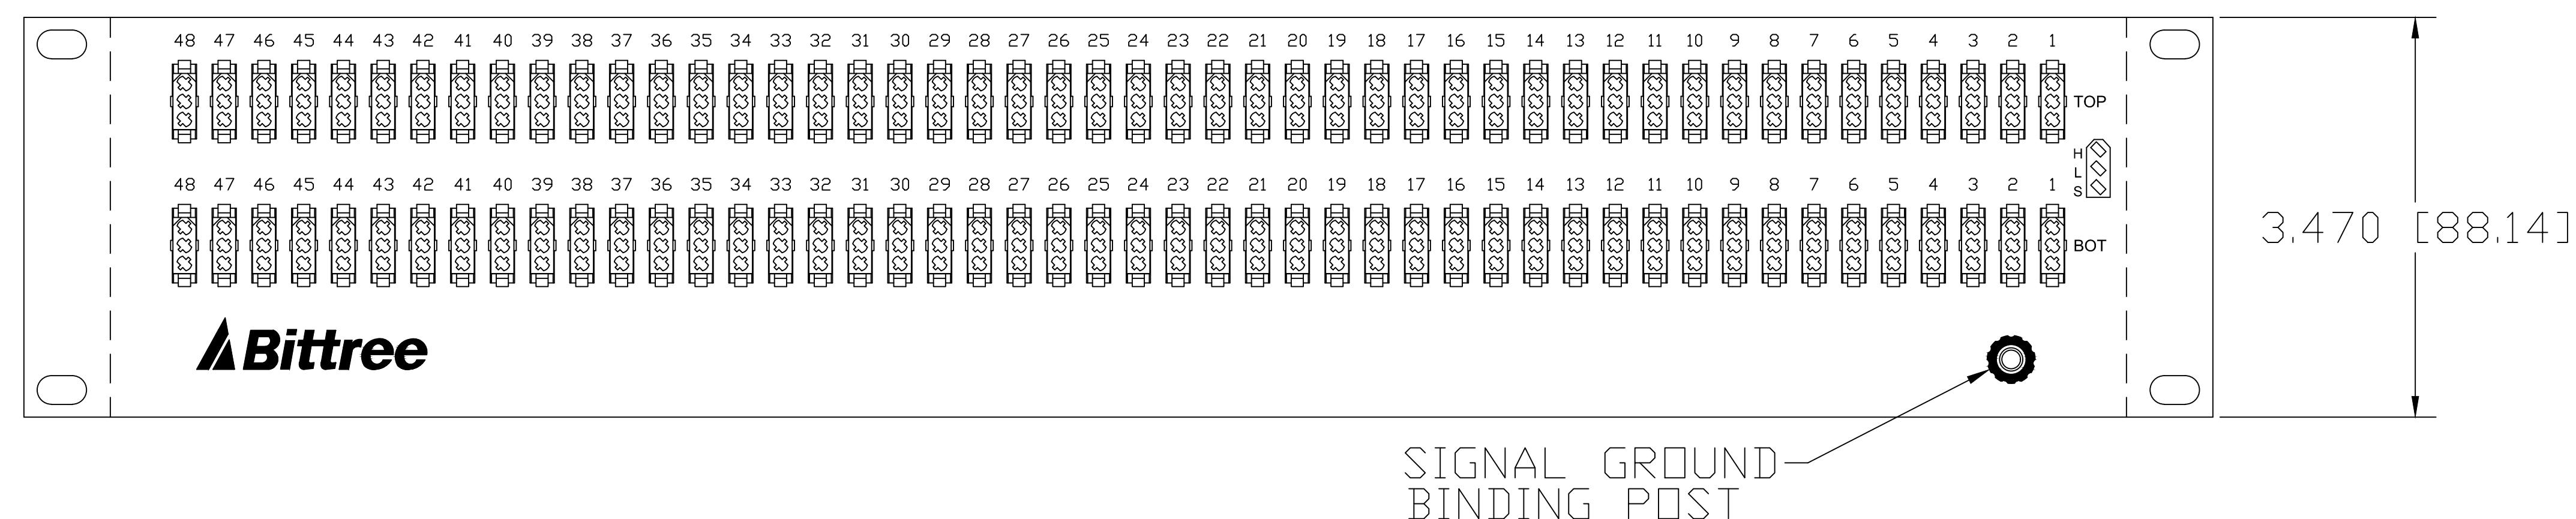 48 47 46 45 44 43 42 41 40 39 38 37 36 35 34 33 32 31 30 29 28 27 26 25 24 23 22 21 20 19 18 17 16 15 14 13 12 11 10 9 8 7 6 5 4 3 2 1
TOP
H
L
S
48 47 46 45 44 43 42 41 40 39 38 37 36 35 34 33 32 31 30 29 28 27 26 25 24 23 22 21 20 19 18 17 16 15 14 13 12 11 10 9 8 7 6 5 4 3 2 1
BOT
3.470 [88.14]
Bittree
SIGNAL GROUND
BINDING POST